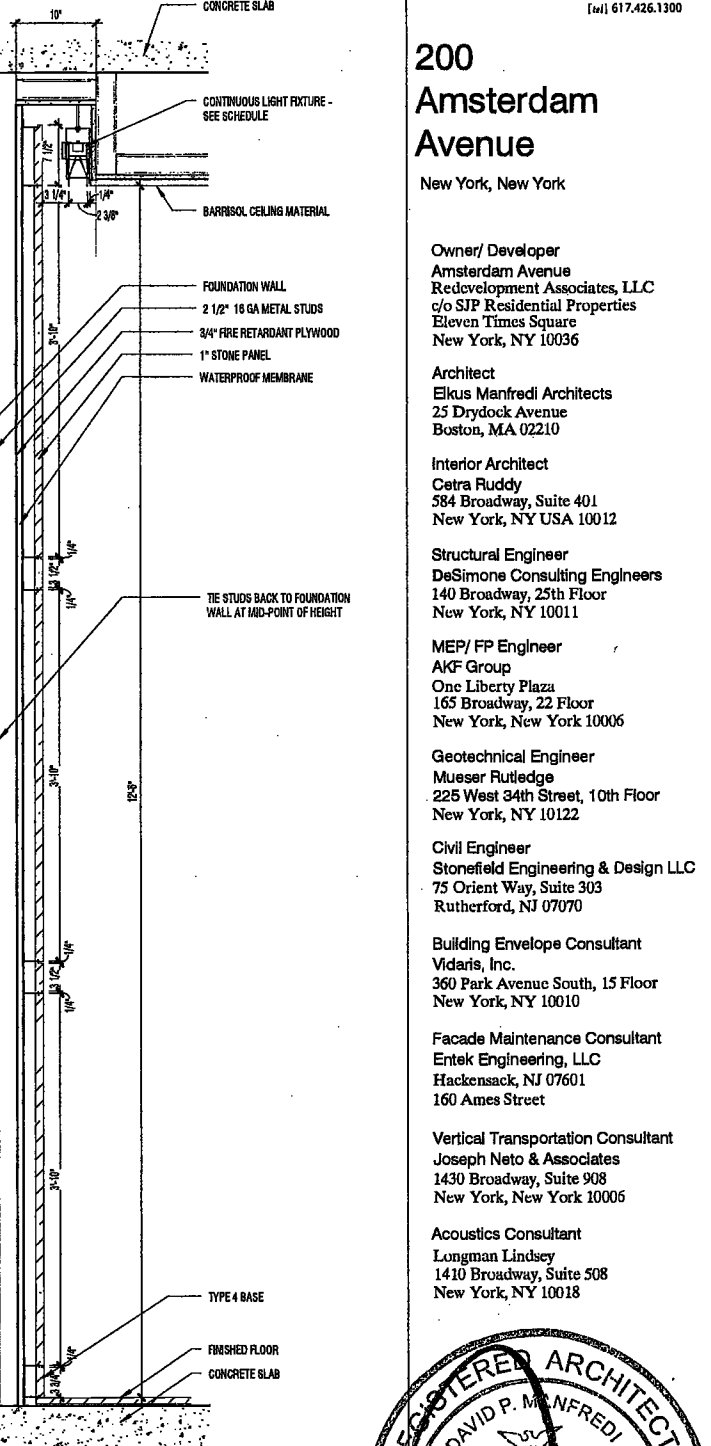 10"
CONCRETE SLAB
CONTINUOUS LIGHT FIXTURE -
SEE SCHEDULE
7 1/2"
3 1/4"
1/4"
2 3/8"
BARRISOL CEILING MATERIAL
FOUNDATION WALL
2 1/2" 16 GA METAL STUDS
3/4" FIRE RETARDANT PLYWOOD
1" STONE PANEL
WATERPROOF MEMBRANE
3'-10"
1/4"
3 1/2"
1/4"
TIE STUDS BACK TO FOUNDATION
WALL AT MID-POINT OF HEIGHT
3'-10"
12'-8"
1/4"
3 1/2"
1/4"
3'-10"
TYPE 4 BASE
1/4"
3 3/4"
FINISHED FLOOR
CONCRETE SLAB
[tel] 617.426.1300
200
Amsterdam
Avenue
New York, New York
Owner/ Developer
Amsterdam Avenue
Redevelopment Associates, LLC
c/o SJP Residential Properties
Eleven Times Square
New York, NY 10036
Architect
Elkus Manfredi Architects
25 Drydock Avenue
Boston, MA 02210
Interior Architect
Cetra Ruddy
584 Broadway, Suite 401
New York, NY USA 10012
Structural Engineer
DeSimone Consulting Engineers
140 Broadway, 25th Floor
New York, NY 10011
MEP/ FP Engineer
AKF Group
One Liberty Plaza
165 Broadway, 22 Floor
New York, New York 10006
Geotechnical Engineer
Mueser Rutledge
225 West 34th Street, 10th Floor
New York, NY 10122
Civil Engineer
Stonefield Engineering & Design LLC
75 Orient Way, Suite 303
Rutherford, NJ 07070
Building Envelope Consultant
Vidaris, Inc.
360 Park Avenue South, 15 Floor
New York, NY 10010
Facade Maintenance Consultant
Entek Engineering, LLC
Hackensack, NJ 07601
160 Ames Street
Vertical Transportation Consultant
Joseph Neto & Associates
1430 Broadway, Suite 908
New York, New York 10006
Acoustics Consultant
Longman Lindsey
1410 Broadway, Suite 508
New York, NY 10018
REGISTERED ARCHITECT
DAVID P. MANFREDI